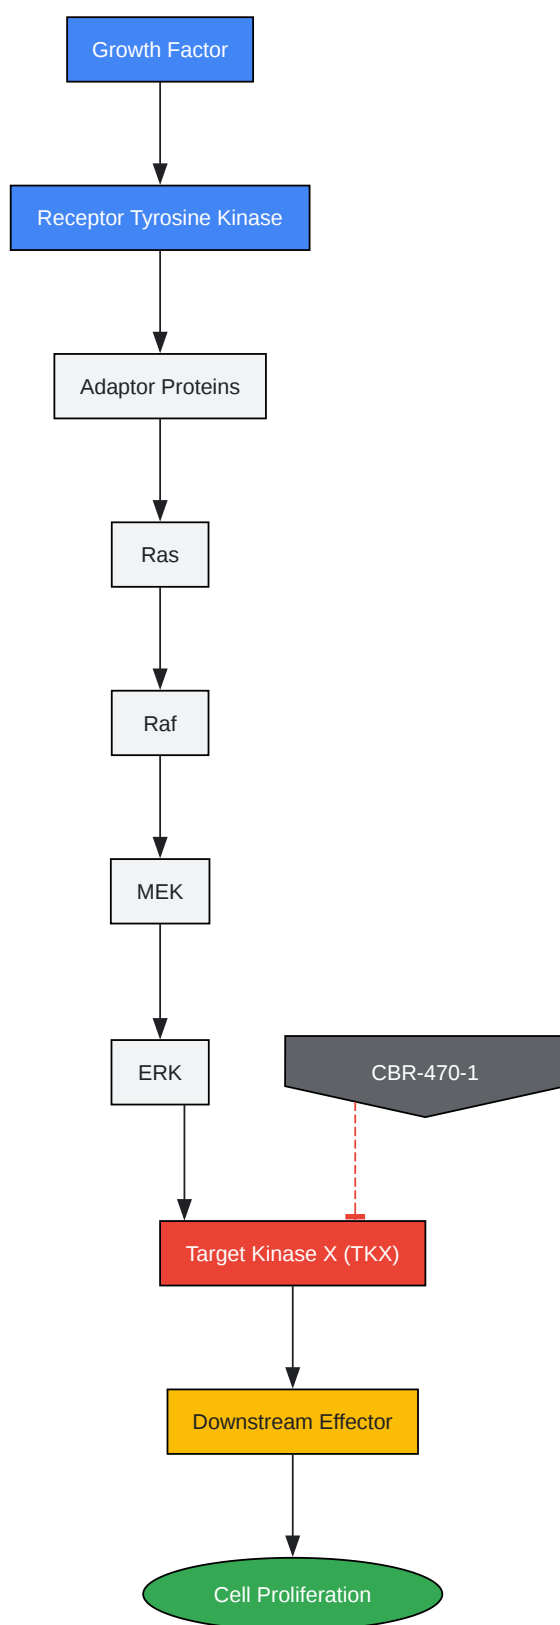 Growth Factor
Receptor Tyrosine Kinase
Adaptor Proteins
Ras
Raf
MEK
ERK
CBR-470-1
Target Kinase X (TKX)
Downstream Effector
Cell Proliferation